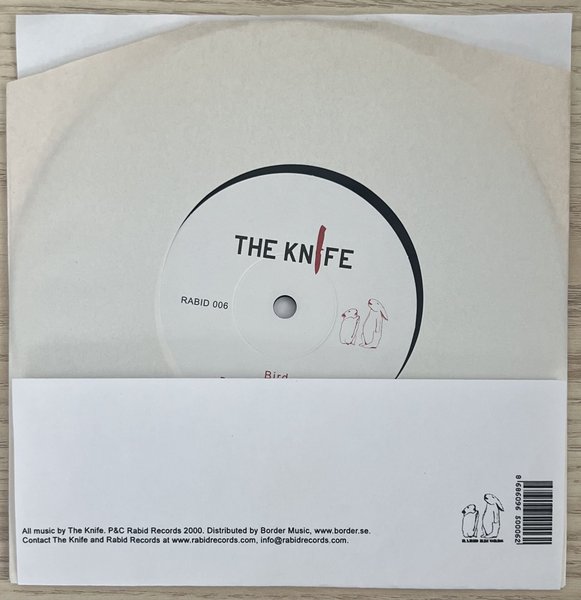 THE KNIFE
RABID 006
Bird
All music by The Knife. P&C Rabid Records 2000. Distributed by Border Music, www.border.se.
Contact The Knife and Rabid Records at www.rabidrecords.com, info@rabidrecords.com.